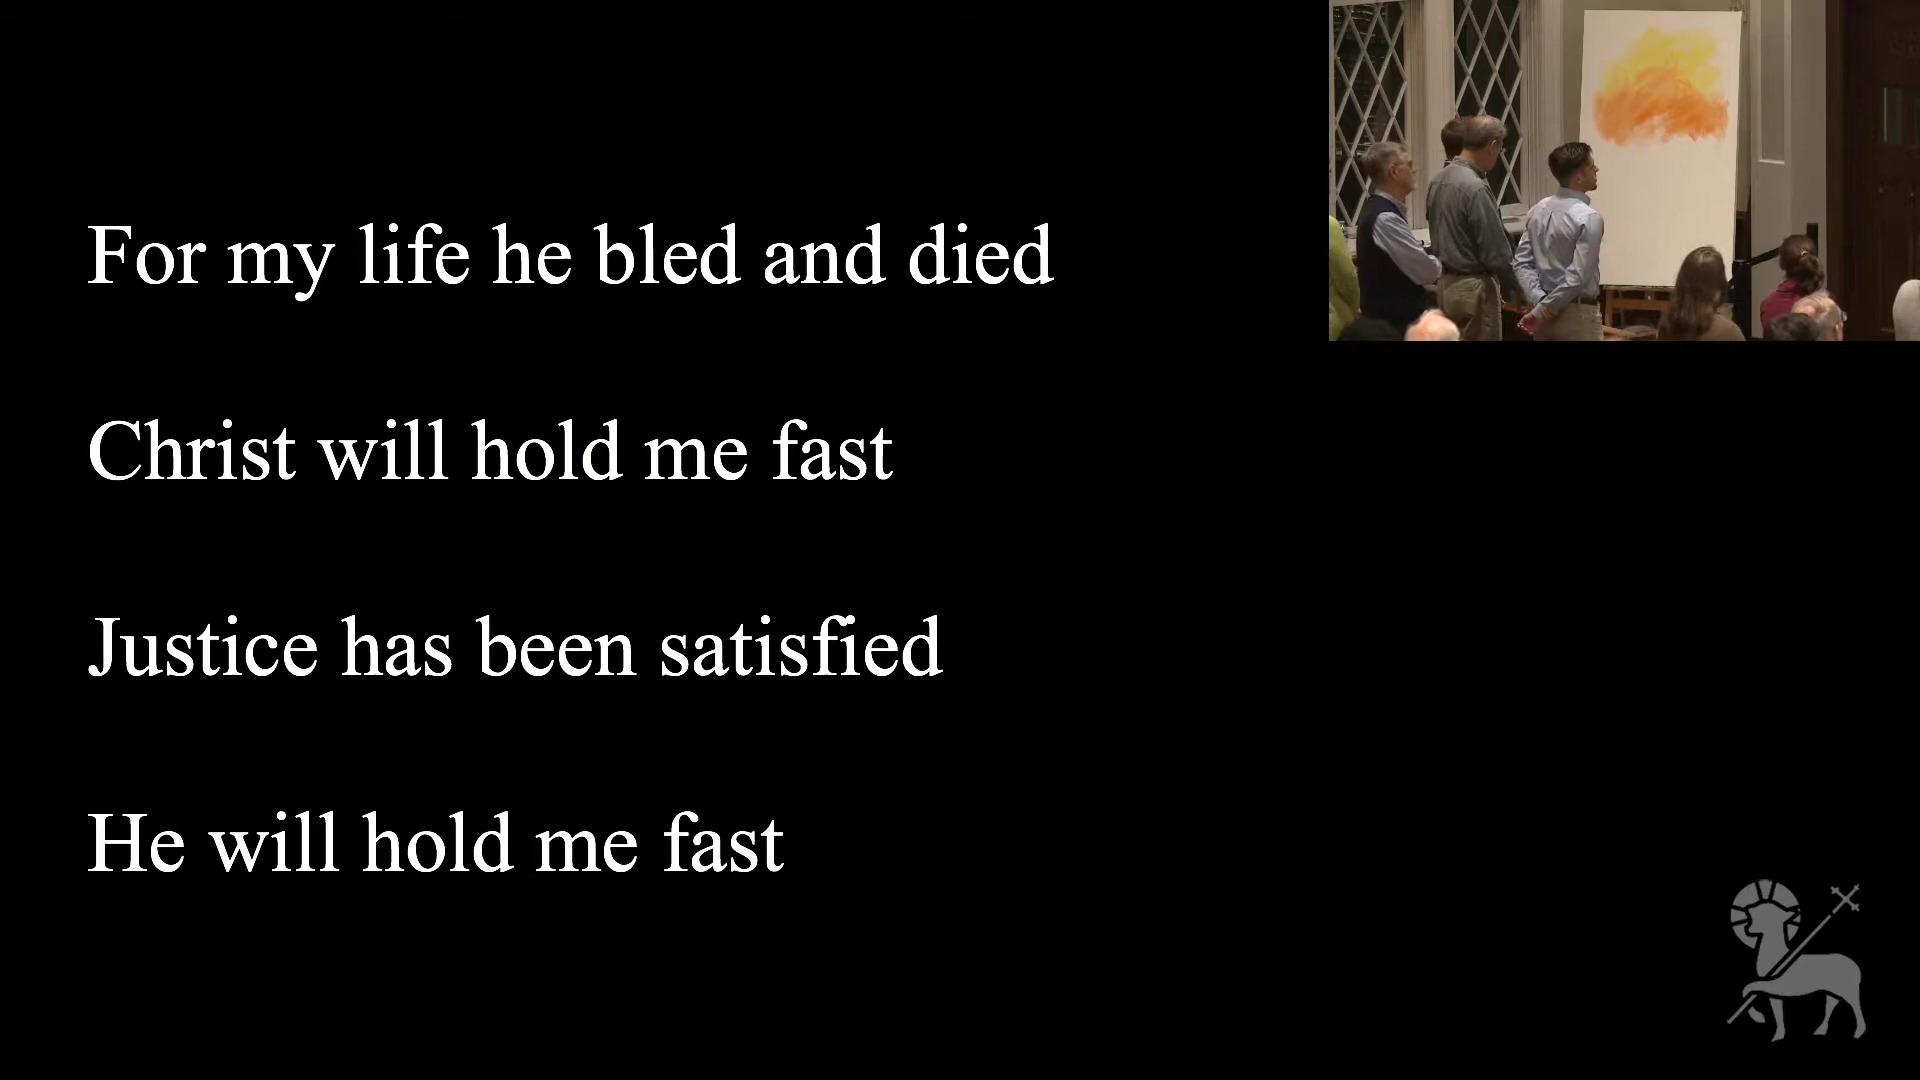 For my life he bled and died
Christ will hold me fast
Justice has been satisfied
He will hold me fast